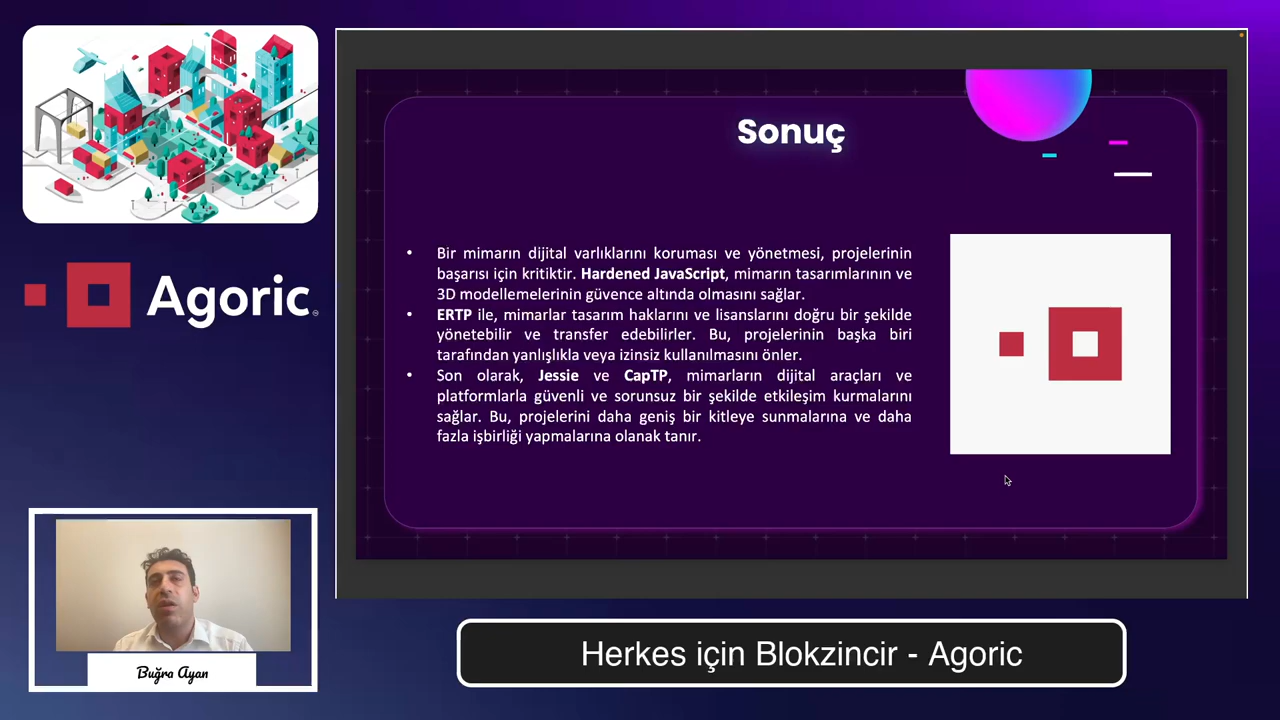 Sonuç
• Bir mimarın dijital varlıklarını koruması ve yönetmesi, projelerinin
başarısı için kritiktir. Hardened JavaScript, mimarın tasarımlarının ve
3D modellemelerinin güvence altında olmasını sağlar.
• ERTP ile, mimarlar tasarım haklarını ve lisanslarını doğru bir şekilde
yönetebilir ve transfer edebilirler. Bu, projelerinin başka biri
tarafından yanlışlıkla veya izinsiz kullanılmasını önler.
• Son olarak, Jessie ve CapTP, mimarların dijital araçları ve
platformlarla güvenli ve sorunsuz bir şekilde etkileşim kurmalarını
sağlar. Bu, projelerini daha geniş bir kitleye sunmalarına ve daha
fazla işbirliği yapmalarına olanak tanır.
Agoric
Buğra Ayan
Herkes için Blokzincir - Agoric